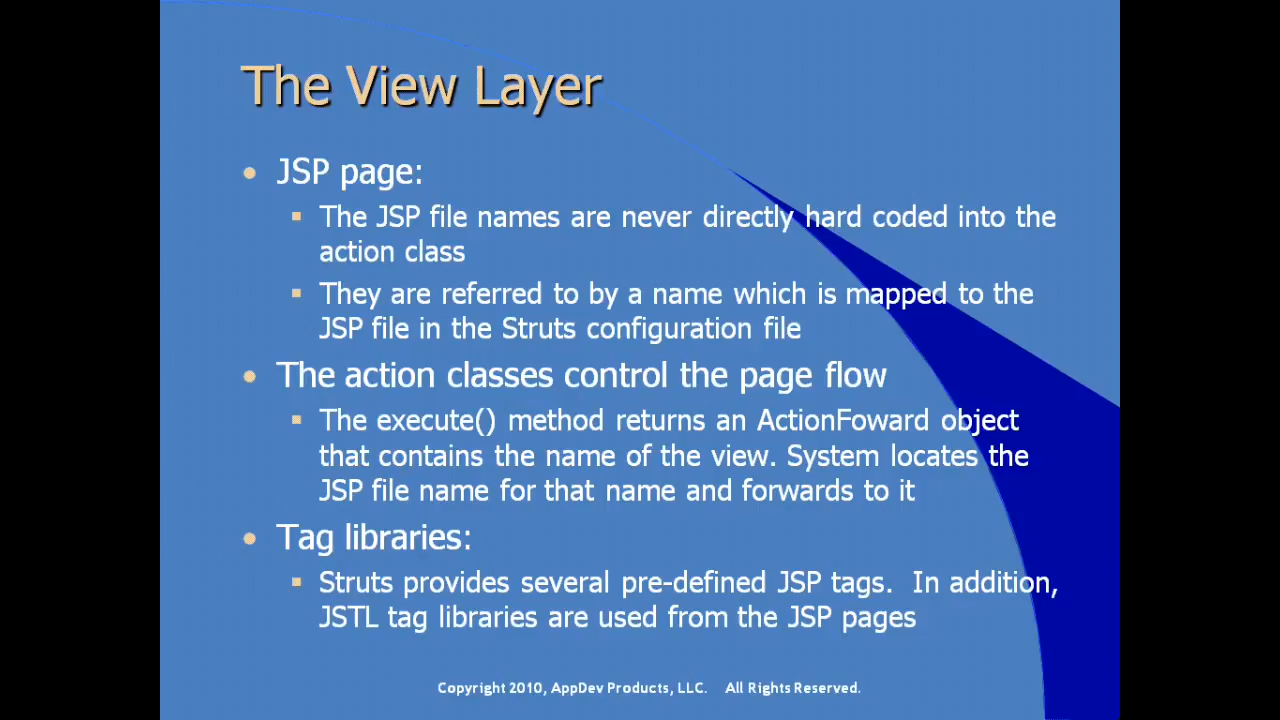 The View Layer
• JSP page:
▪ The JSP file names are never directly hard coded into the
action class
▪ They are referred to by a name which is mapped to the
JSP file in the Struts configuration file
• The action classes control the page flow
▪ The execute() method returns an ActionFoward object
that contains the name of the view. System locates the
JSP file name for that name and forwards to it
• Tag libraries:
▪ Struts provides several pre-defined JSP tags.  In addition,
JSTL tag libraries are used from the JSP pages
Copyright 2010, AppDev Products, LLC.   All Rights Reserved.